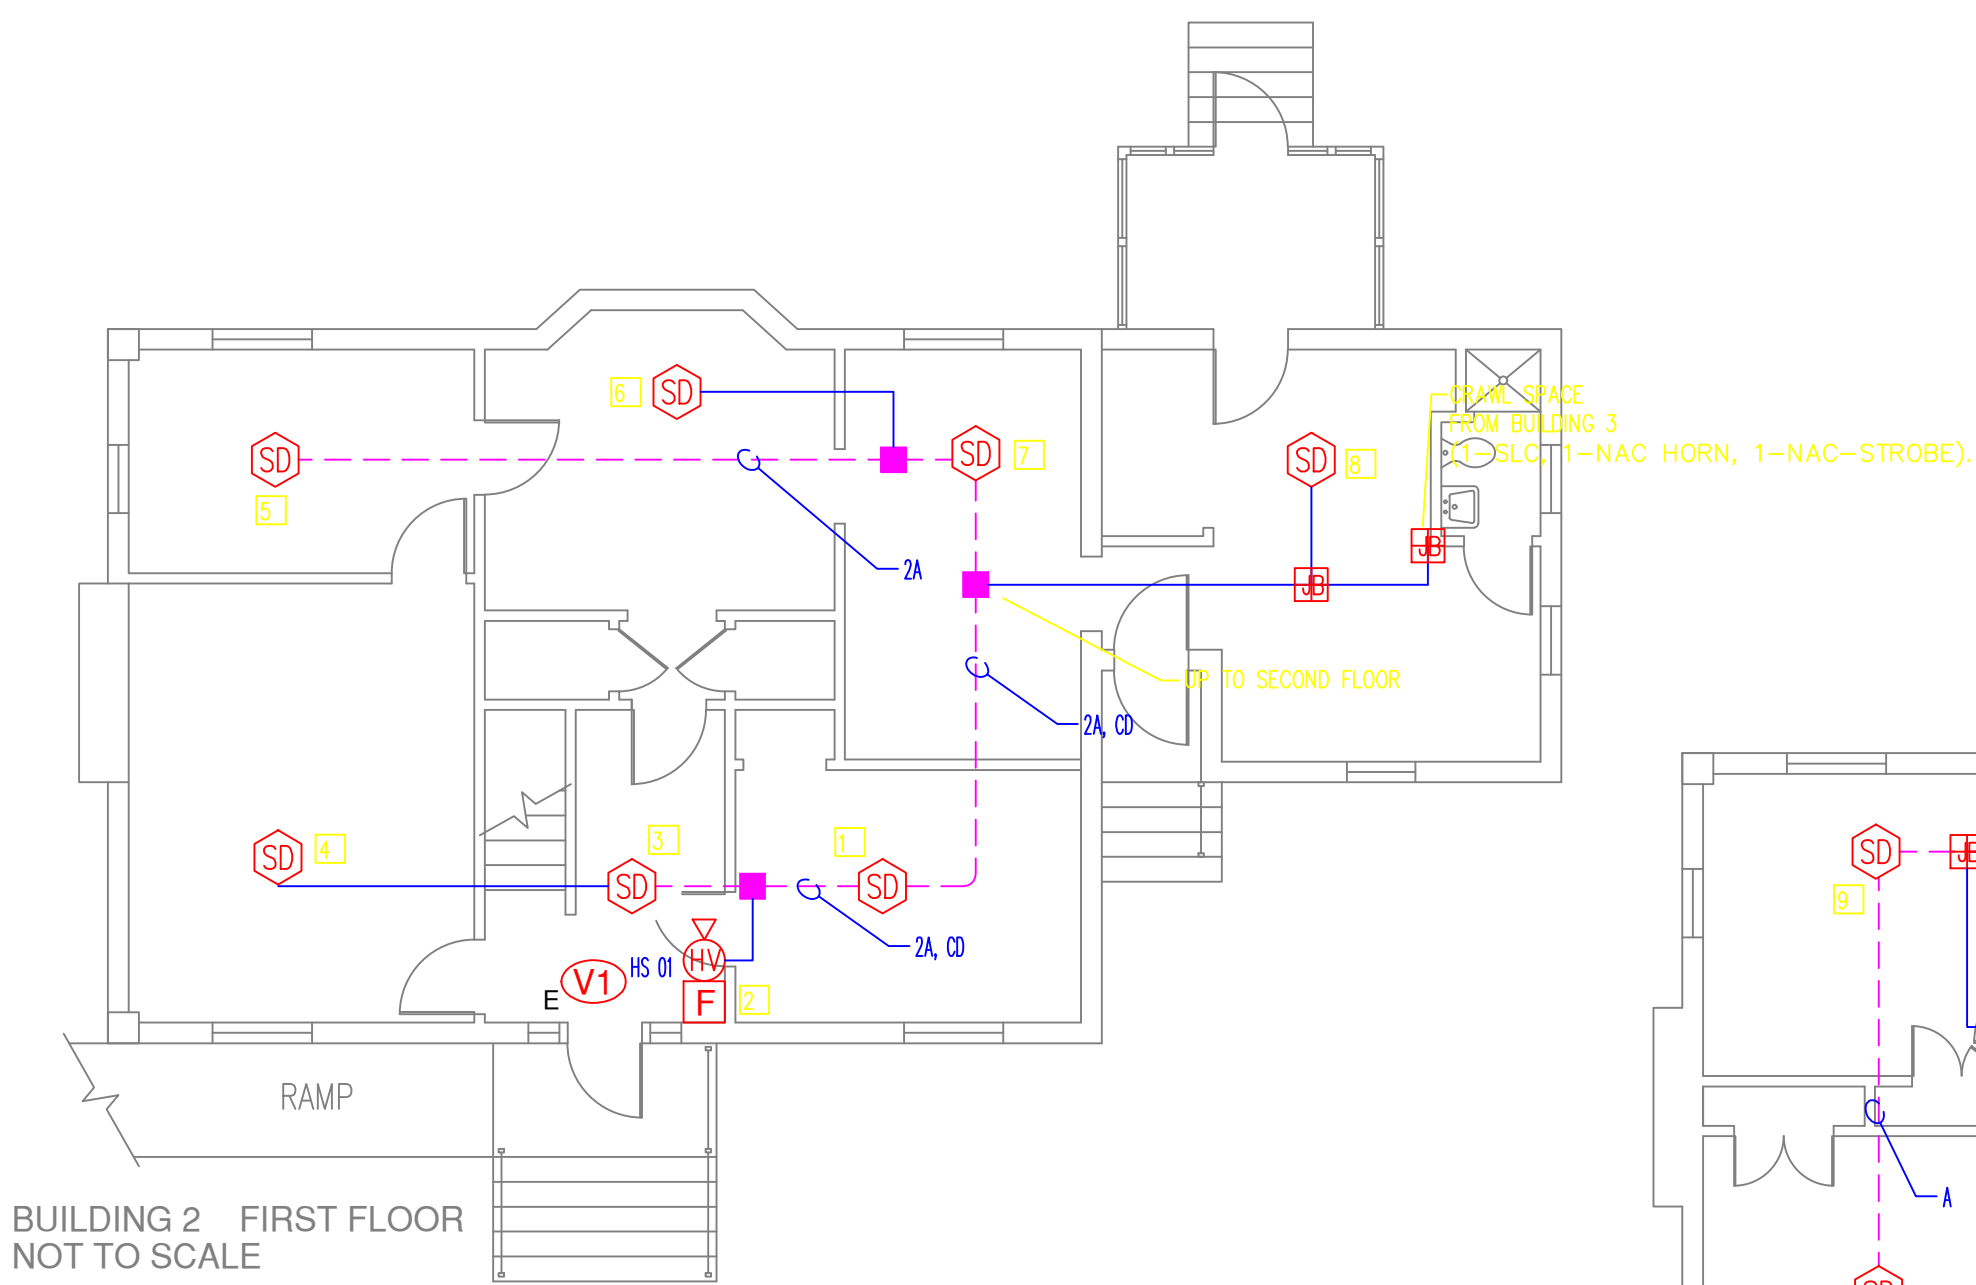 6
SD
SD
7
SD
SD
8
CRAWL SPACE
FROM BUILDING 3
(1-SLC, 1-NAC HORN, 1-NAC-STROBE).
5
2A
JB
JB
UP TO SECOND FLOOR
2A, CD
SD
4
3
1
SD
SD
SD
JB
9
HS 01
HV
2A, CD
V1
E
F
2
RAMP
A
BUILDING 2 FIRST FLOOR
NOT TO SCALE
SD